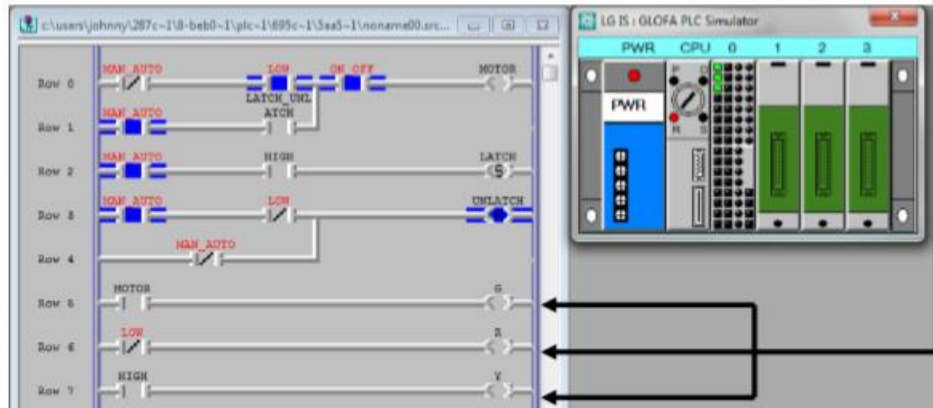 c:\users\johnny\287c~1\8-beb0~1\plc~1\695c~1\5aa5~1\noname00.src...
LG IS : GLOFA PLC Simulator
PWR CPU 0 1 2 3
PWR
R S
Row 0 MAN_AUTO LOW ON_OFF MOTOR
LATCH_UNL
Row 1 MAN_AUTO ATCH
Row 2 MAN_AUTO HIGH LATCH
S
Row 3 MAN_AUTO LOW UNLATCH
Row 4 MAN_AUTO
Row 5 MOTOR G
Row 6 LOW R
Row 7 HIGH Y